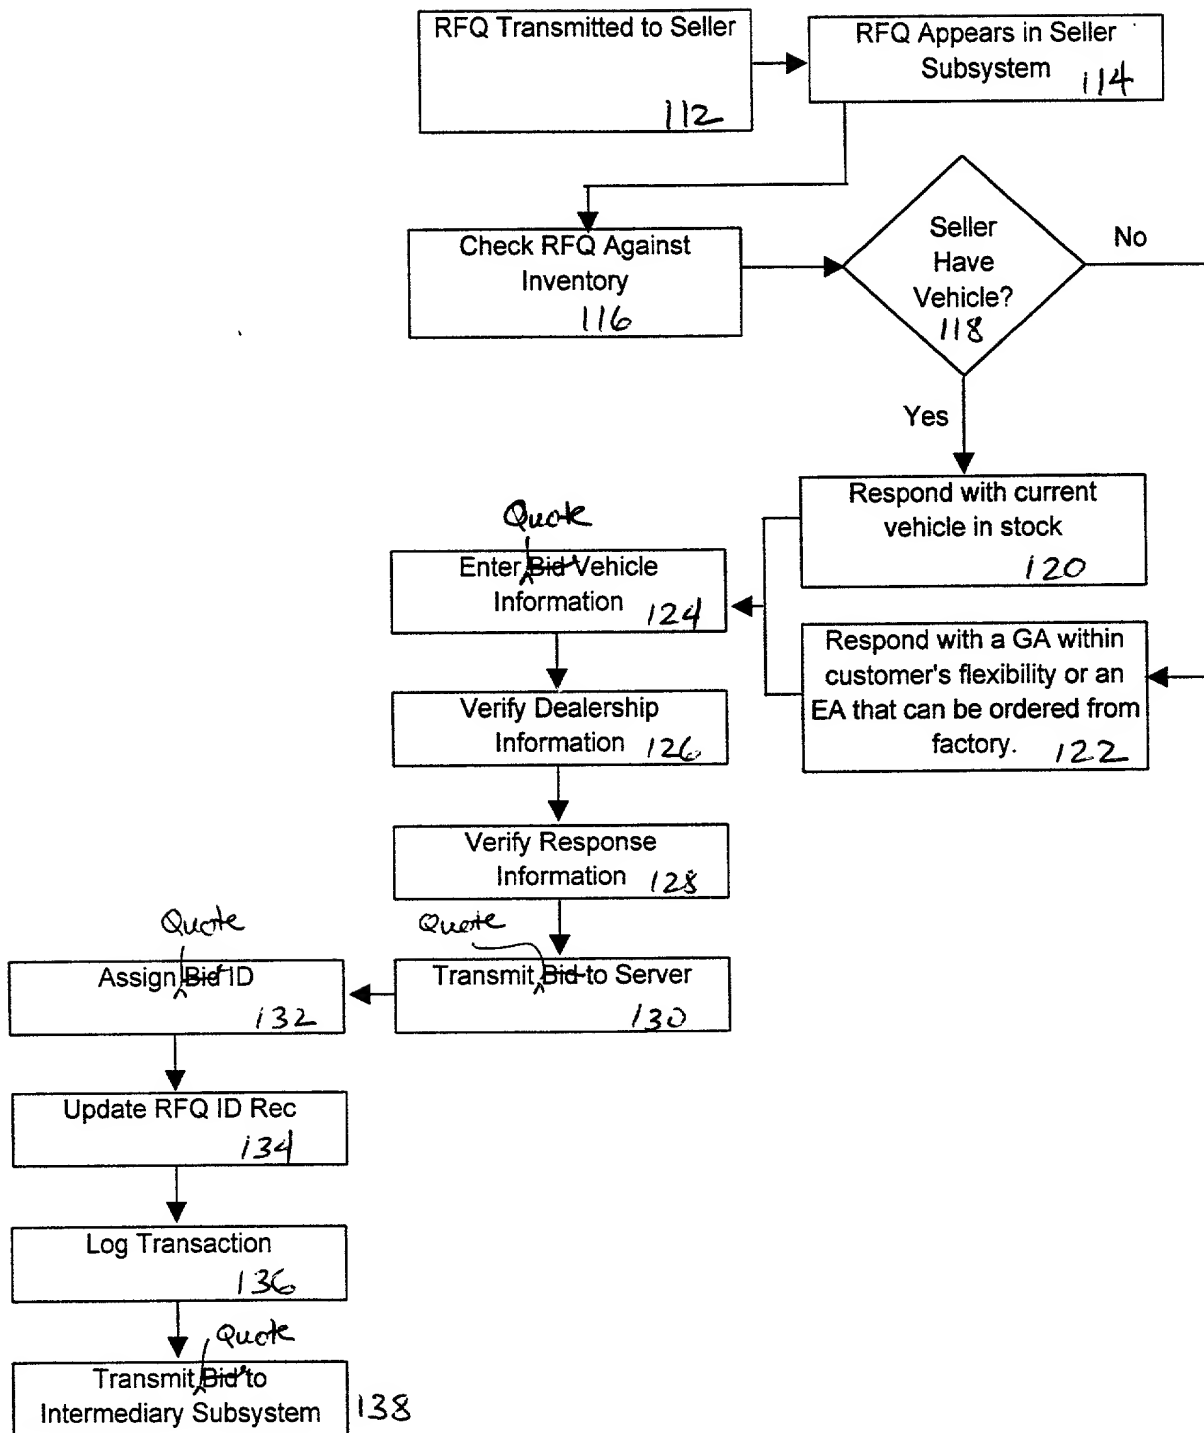 RFQ Transmitted to Seller
112
RFQ Appears in Seller
Subsystem
114
Check RFQ Against
Inventory
116
Seller
Have
Vehicle?
118
No
Yes
Respond with current
vehicle in stock
120
Respond with a GA within
customer's flexibility or an
EA that can be ordered from
factory.
122
Quote
Enter Bid Vehicle
Information
124
Verify Dealership
Information
126
Verify Response
Information
128
Quote
Transmit Bid to Server
130
Quote
Assign Bid ID
132
Update RFQ ID Rec
134
Log Transaction
136
Quote
Transmit Bid to
Intermediary Subsystem
138